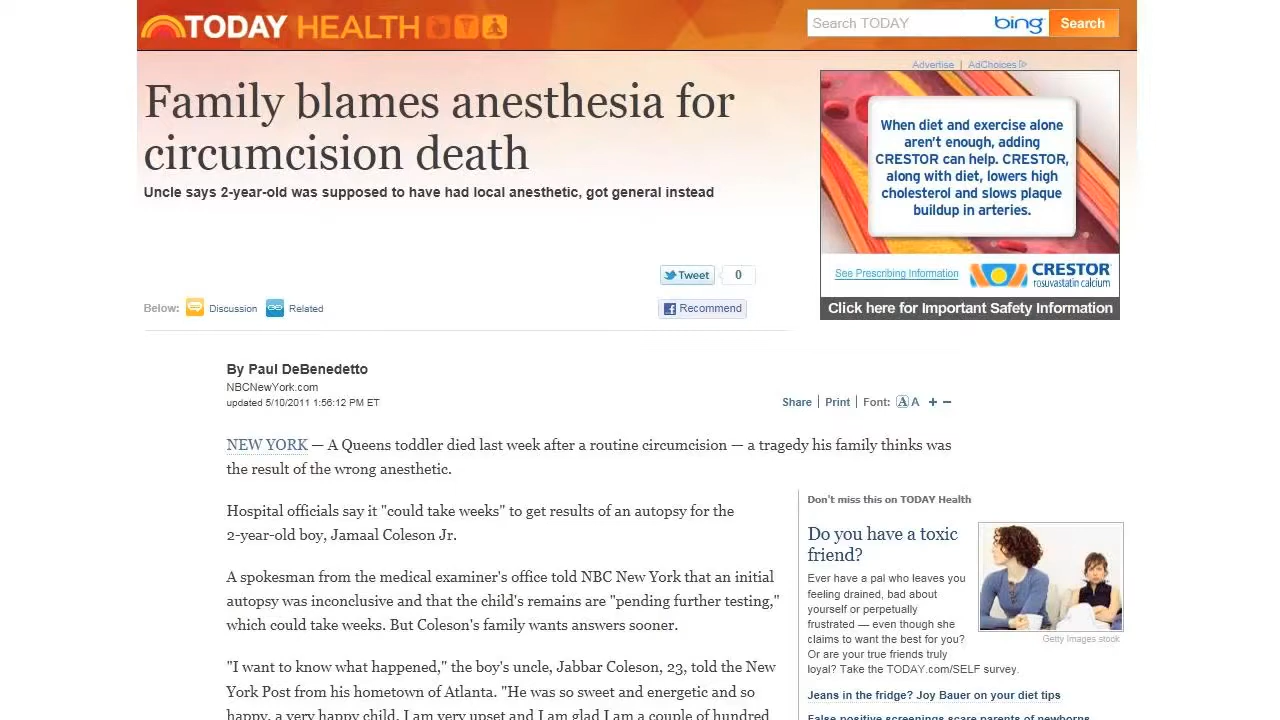 TODAY HEALTH
Search TODAY bing Search
Advertise | AdChoices
Family blames anesthesia for
circumcision death
Uncle says 2-year-old was supposed to have had local anesthetic, got general instead
When diet and exercise alone
aren't enough, adding
CRESTOR can help. CRESTOR,
along with diet, lowers high
cholesterol and slows plaque
buildup in arteries.
See Prescribing Information
CRESTOR
rosuvastatin calcium
Click here for Important Safety Information
Tweet 0
Below: Discussion Related
Recommend
By Paul DeBenedetto
NBCNewYork.com
updated 5/10/2011 1:56:12 PM ET
Share | Print | Font: A A + −
NEW YORK — A Queens toddler died last week after a routine circumcision — a tragedy his family thinks was
the result of the wrong anesthetic.
Hospital officials say it "could take weeks" to get results of an autopsy for the
2-year-old boy, Jamaal Coleson Jr.
A spokesman from the medical examiner's office told NBC New York that an initial
autopsy was inconclusive and that the child's remains are "pending further testing,"
which could take weeks. But Coleson's family wants answers sooner.
"I want to know what happened," the boy's uncle, Jabbar Coleson, 23, told the New
York Post from his hometown of Atlanta. "He was so sweet and energetic and so
happy, a very happy child. I am very upset and I am glad I am a couple of hundred
Don't miss this on TODAY Health
Do you have a toxic
friend?
Ever have a pal who leaves you
feeling drained, bad about
yourself or perpetually
frustrated — even though she
claims to want the best for you?
Or are your true friends truly
loyal? Take the TODAY.com/SELF survey.
Getty Images stock
Jeans in the fridge? Joy Bauer on your diet tips
False positive screenings scare parents of newborns